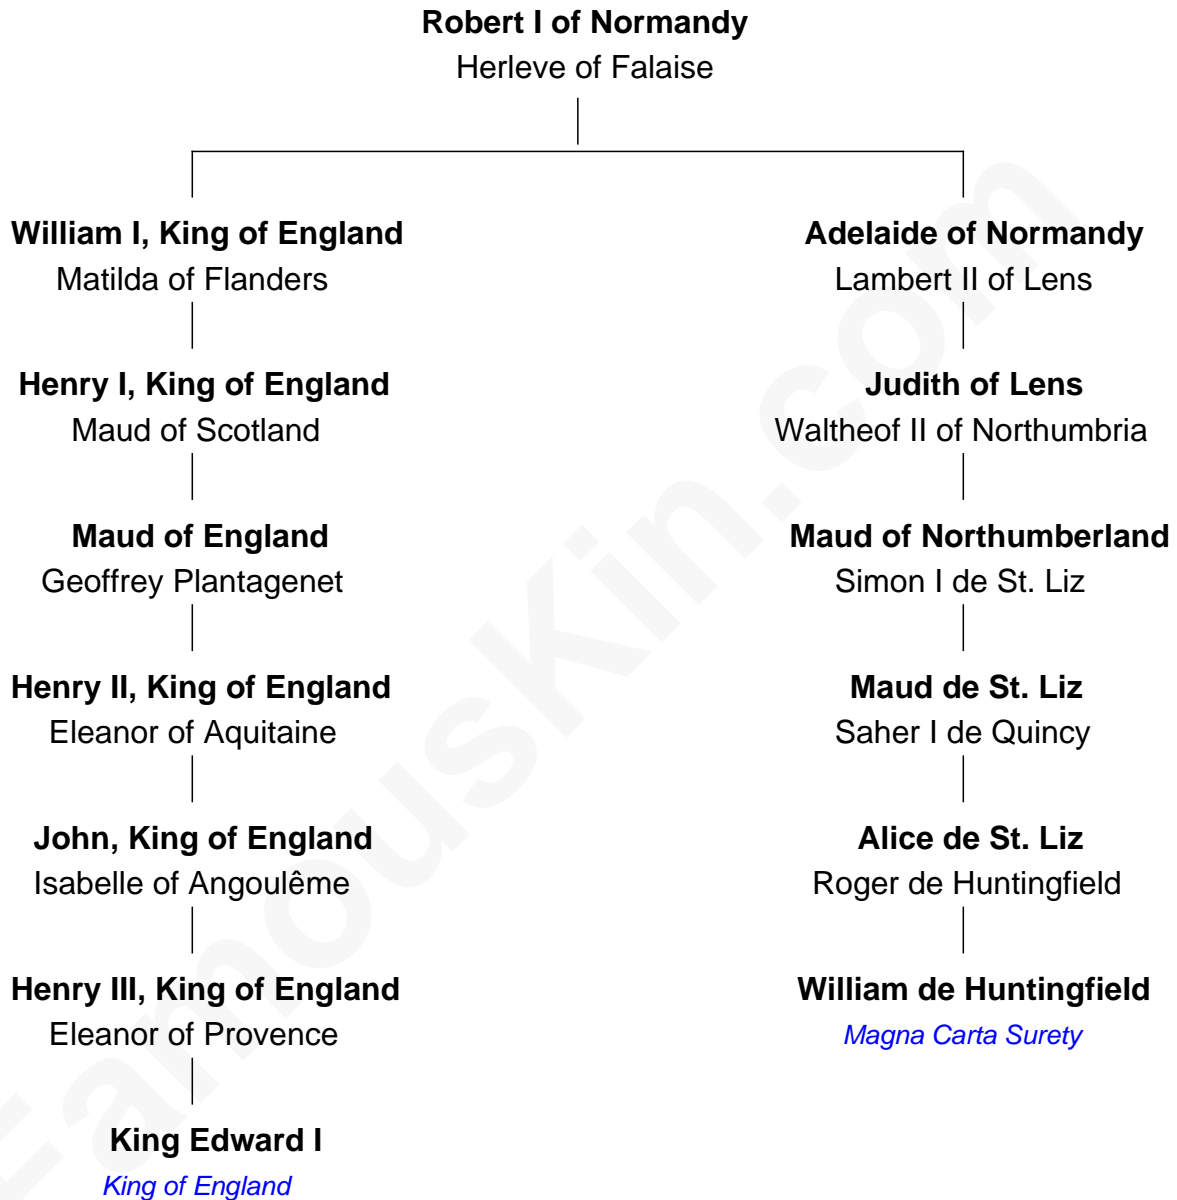 Robert I of Normandy
Herleve of Falaise
William I, King of England
Matilda of Flanders
Henry I, King of England
Maud of Scotland
Maud of England
Geoffrey Plantagenet
Henry II, King of England
Eleanor of Aquitaine
John, King of England
Isabelle of Angoulême
Henry III, King of England
Eleanor of Provence
King Edward I
King of England
Adelaide of Normandy
Lambert II of Lens
Judith of Lens
Waltheof II of Northumbria
Maud of Northumberland
Simon I de St. Liz
Maud de St. Liz
Saher I de Quincy
Alice de St. Liz
Roger de Huntingfield
William de Huntingfield
Magna Carta Surety
FamousKin.com